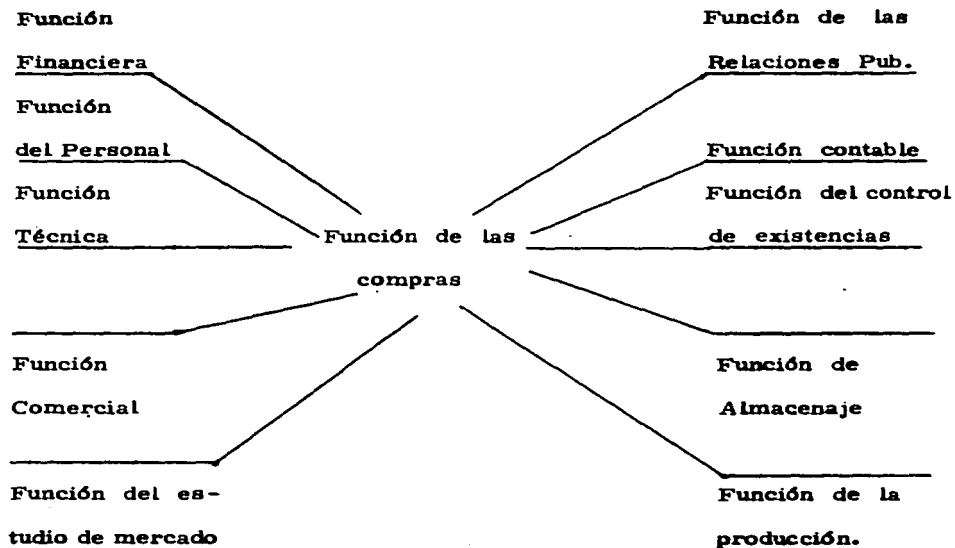 Función
Financiera
Función
del Personal
Función
Técnica
Función
Comercial
Función del es-
tudio de mercado
Función de las
compras
Función de las
Relaciones Pub.
Función contable
Función del control
de existencias
Función de
Almacenaje
Función de la
producción.